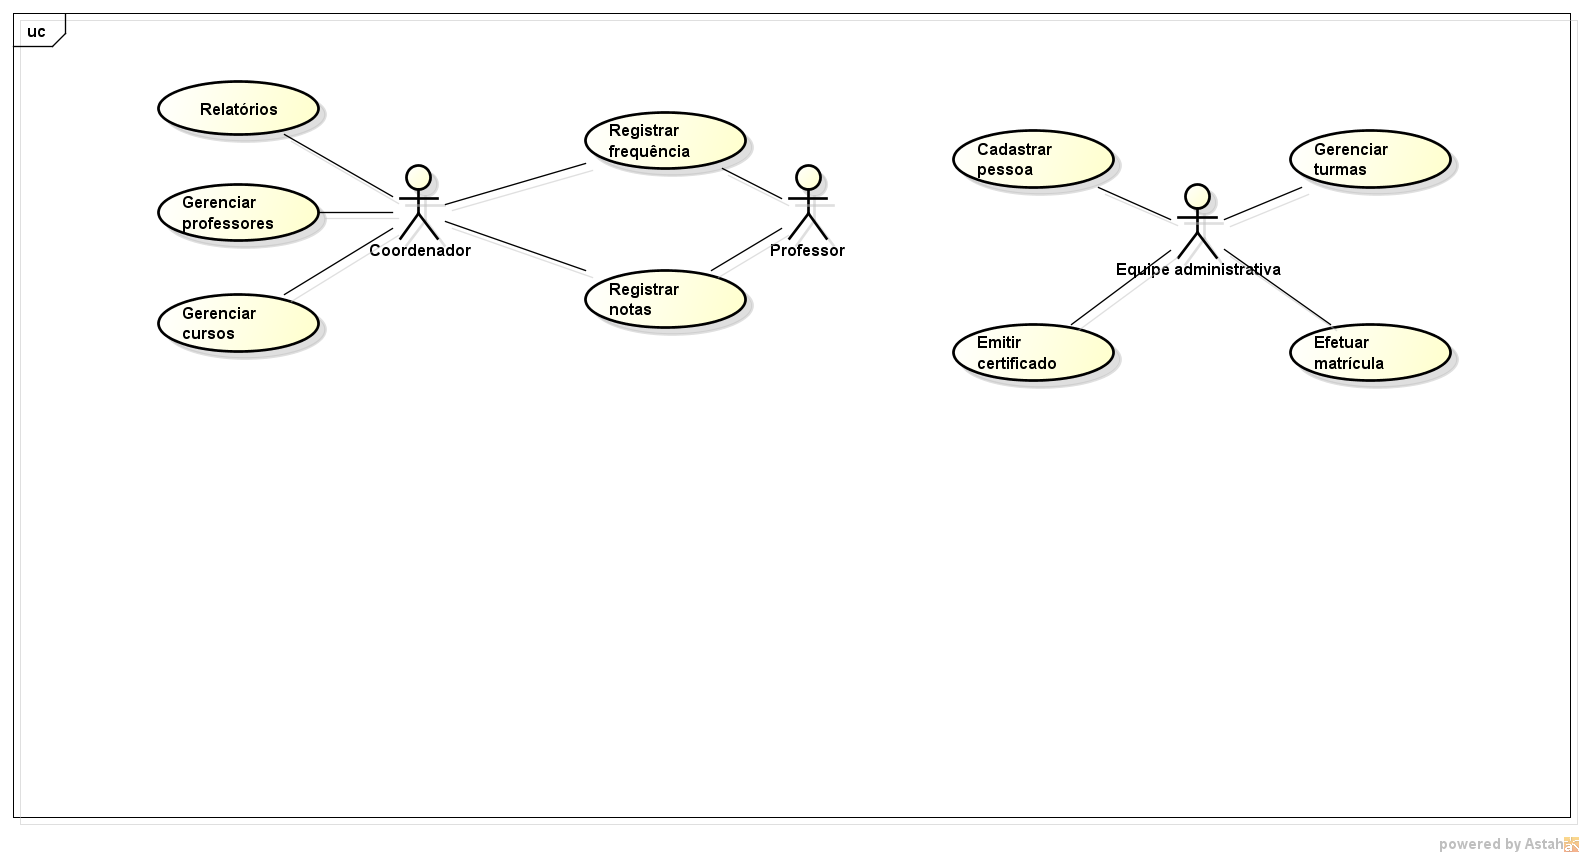 uc
Relatórios
Registrar
frequência
Cadastrar
pessoa
Gerenciar
turmas
Gerenciar
professores
Coordenador
Professor
Equipe administrativa
Gerenciar
cursos
Registrar
notas
Emitir
certificado
Efetuar
matrícula
powered by Astah